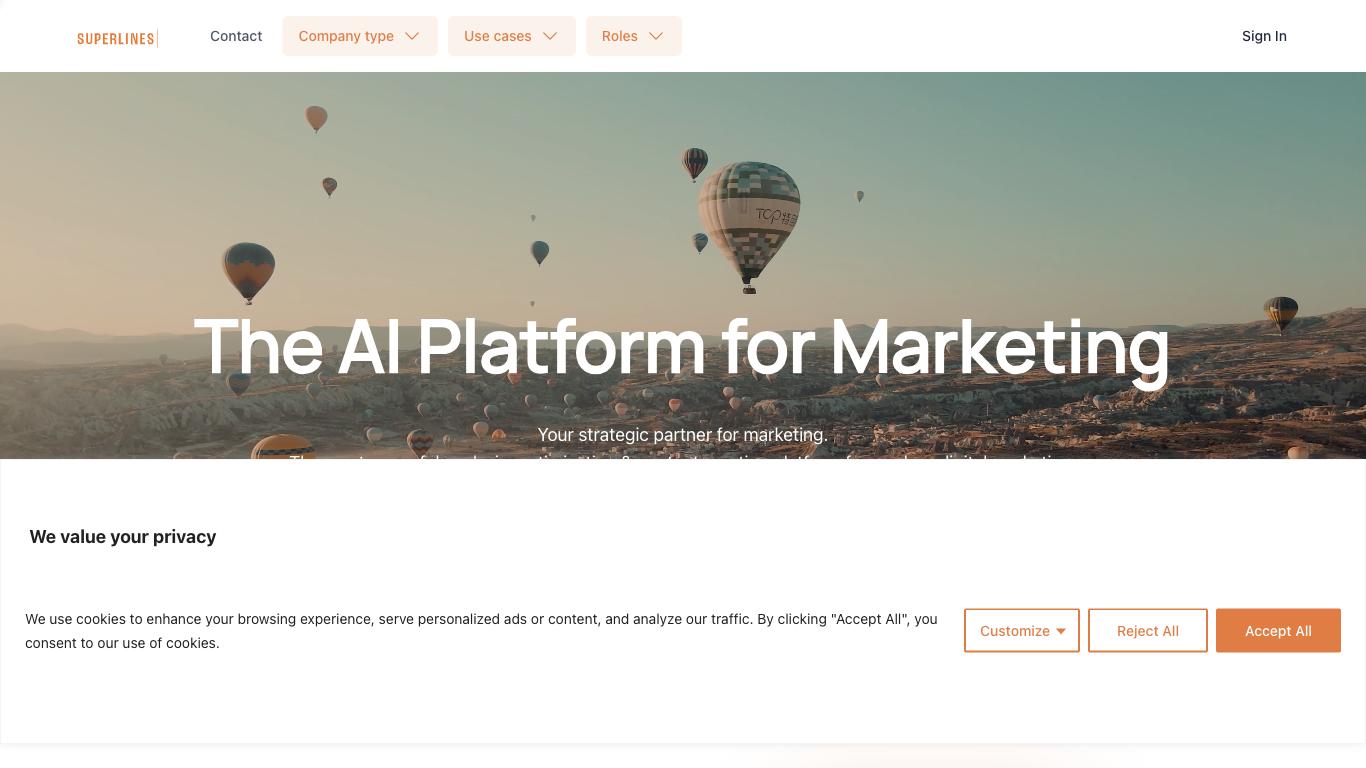 SUPERLINES
Contact
Company type
Use cases
Roles
Sign In
The AI Platform for Marketing
Your strategic partner for marketing.
We value your privacy
We use cookies to enhance your browsing experience, serve personalized ads or content, and analyze our traffic. By clicking "Accept All", you
consent to our use of cookies.
Customize
Reject All
Accept All